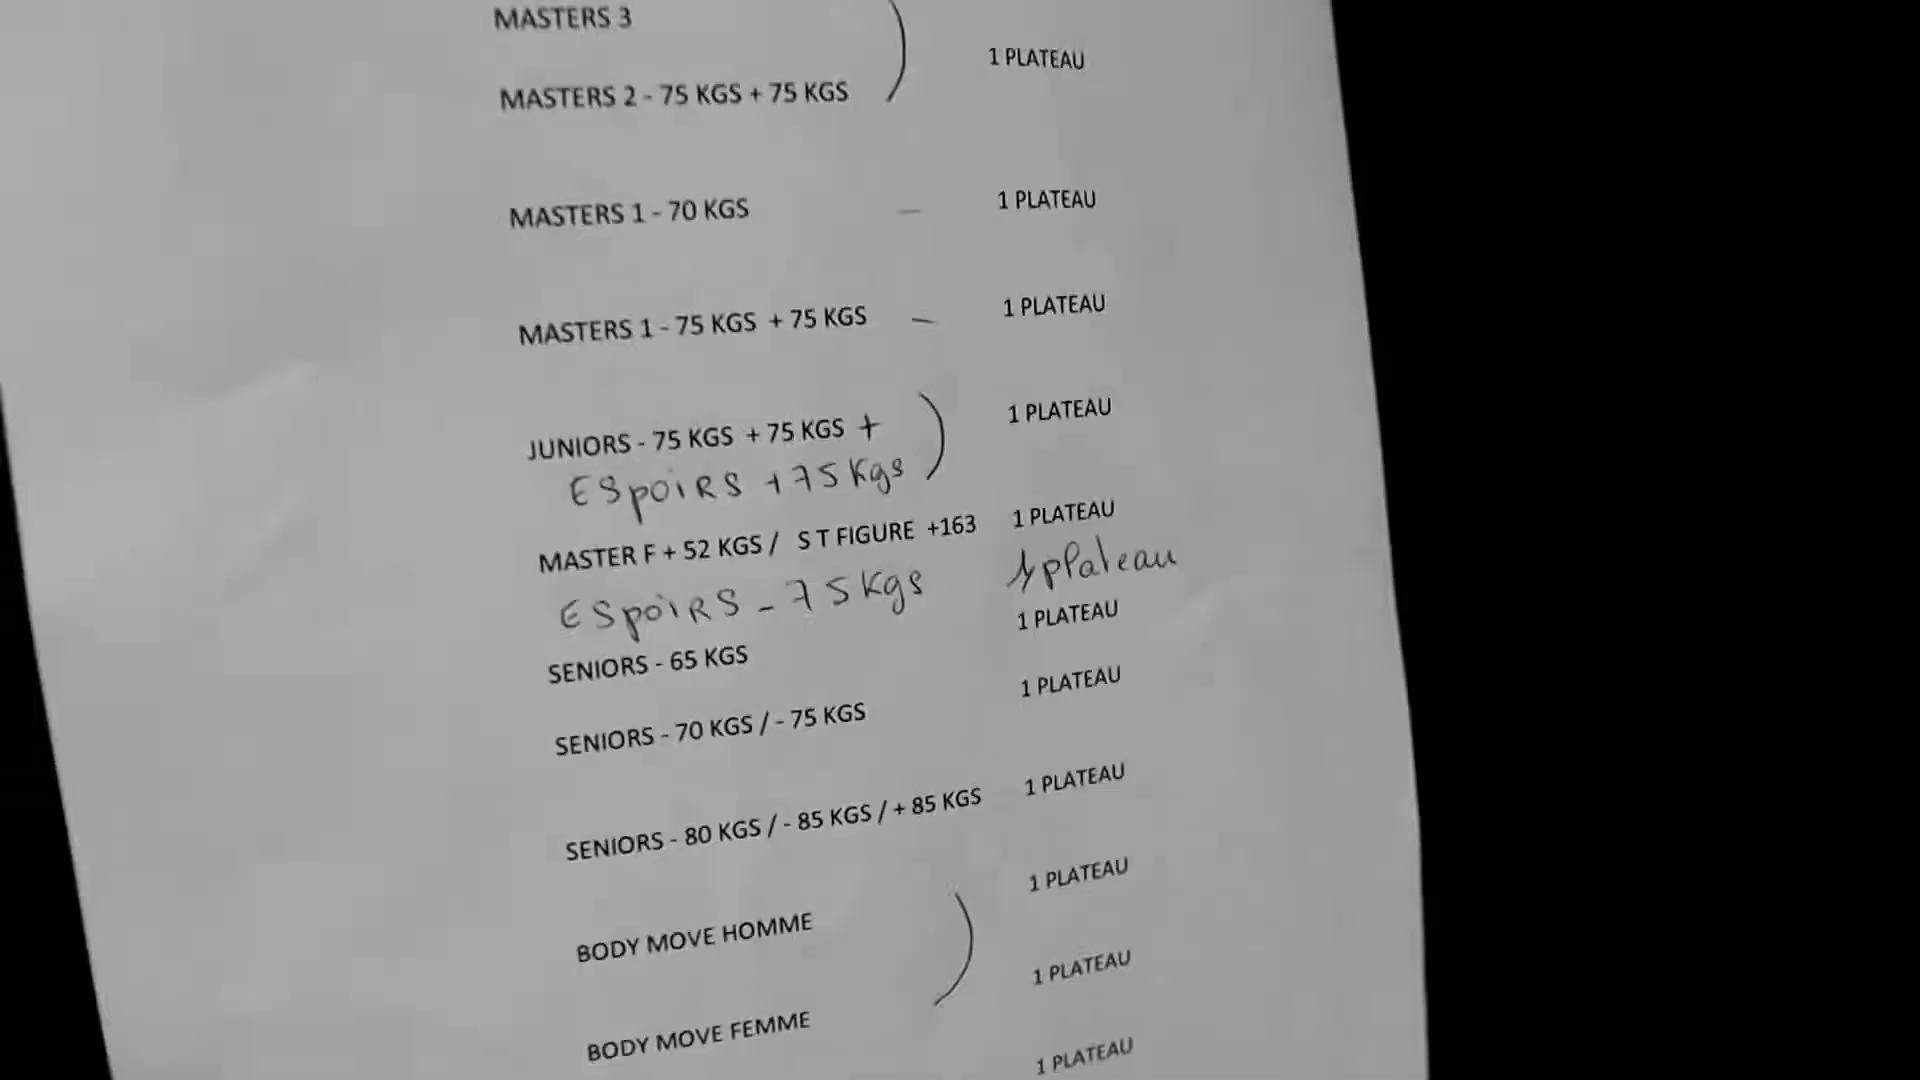 MASTERS 3
1 PLATEAU
MASTERS 2 - 75 KGS + 75 KGS
MASTERS 1 - 70 KGS - 1 PLATEAU
MASTERS 1 - 75 KGS + 75 KGS - 1 PLATEAU
JUNIORS - 75 KGS + 75 KGS + 1 PLATEAU
ESpoiRS +75 Kgs
MASTER F + 52 KGS / S T FIGURE +163 1 PLATEAU
ESpoiRS - 75 Kgs 1 plateau
SENIORS - 65 KGS 1 PLATEAU
SENIORS - 70 KGS / - 75 KGS 1 PLATEAU
SENIORS - 80 KGS / - 85 KGS / + 85 KGS 1 PLATEAU
BODY MOVE HOMME 1 PLATEAU
BODY MOVE FEMME 1 PLATEAU
1 PLATEAU